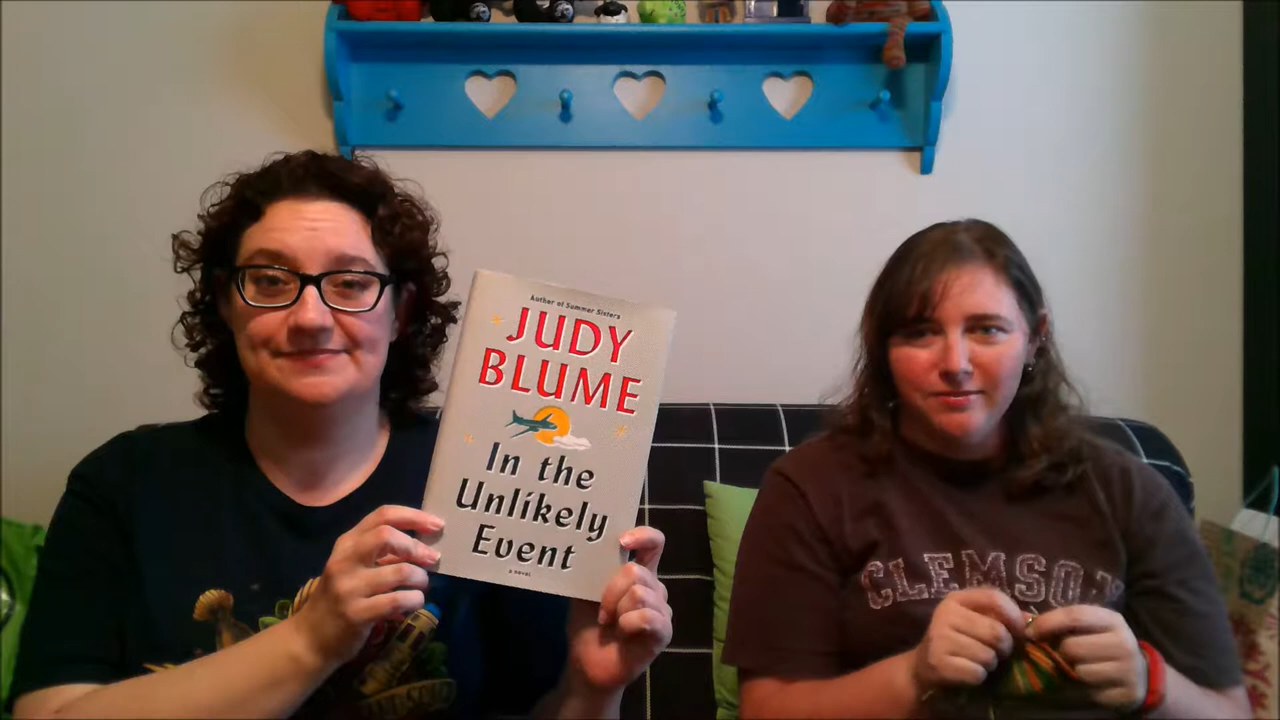 Author of Summer Sisters
JUDY
BLUME
In the
Unlikely
Event
a novel
CLEMSON